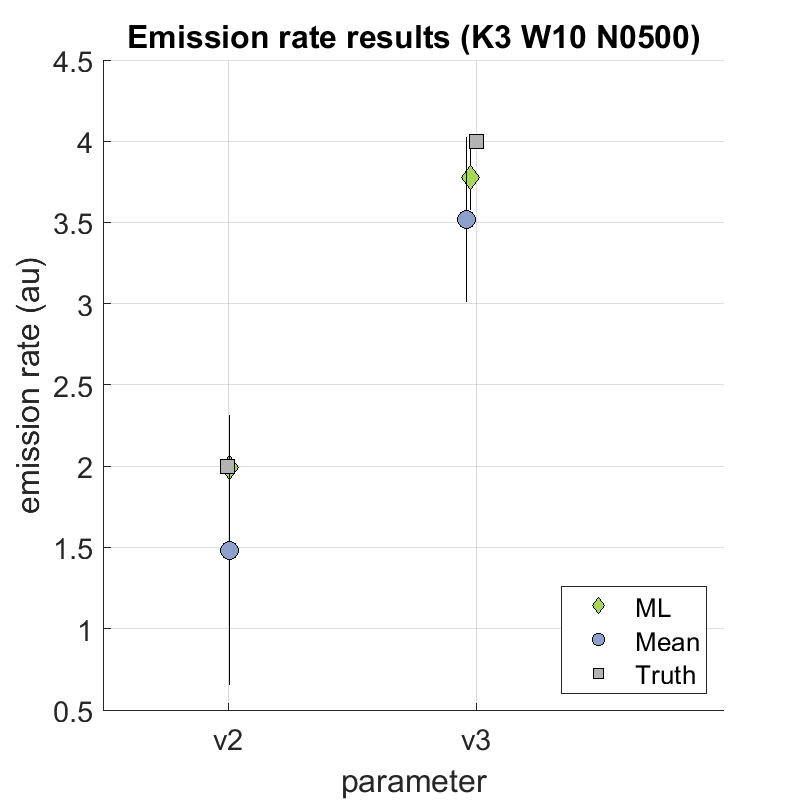 Emission rate results (K3 W10 N0500)
4.5
4
3.5
3
2.5
2
1.5
1
0.5
emission rate (au)
v2
v3
parameter
ML
Mean
Truth